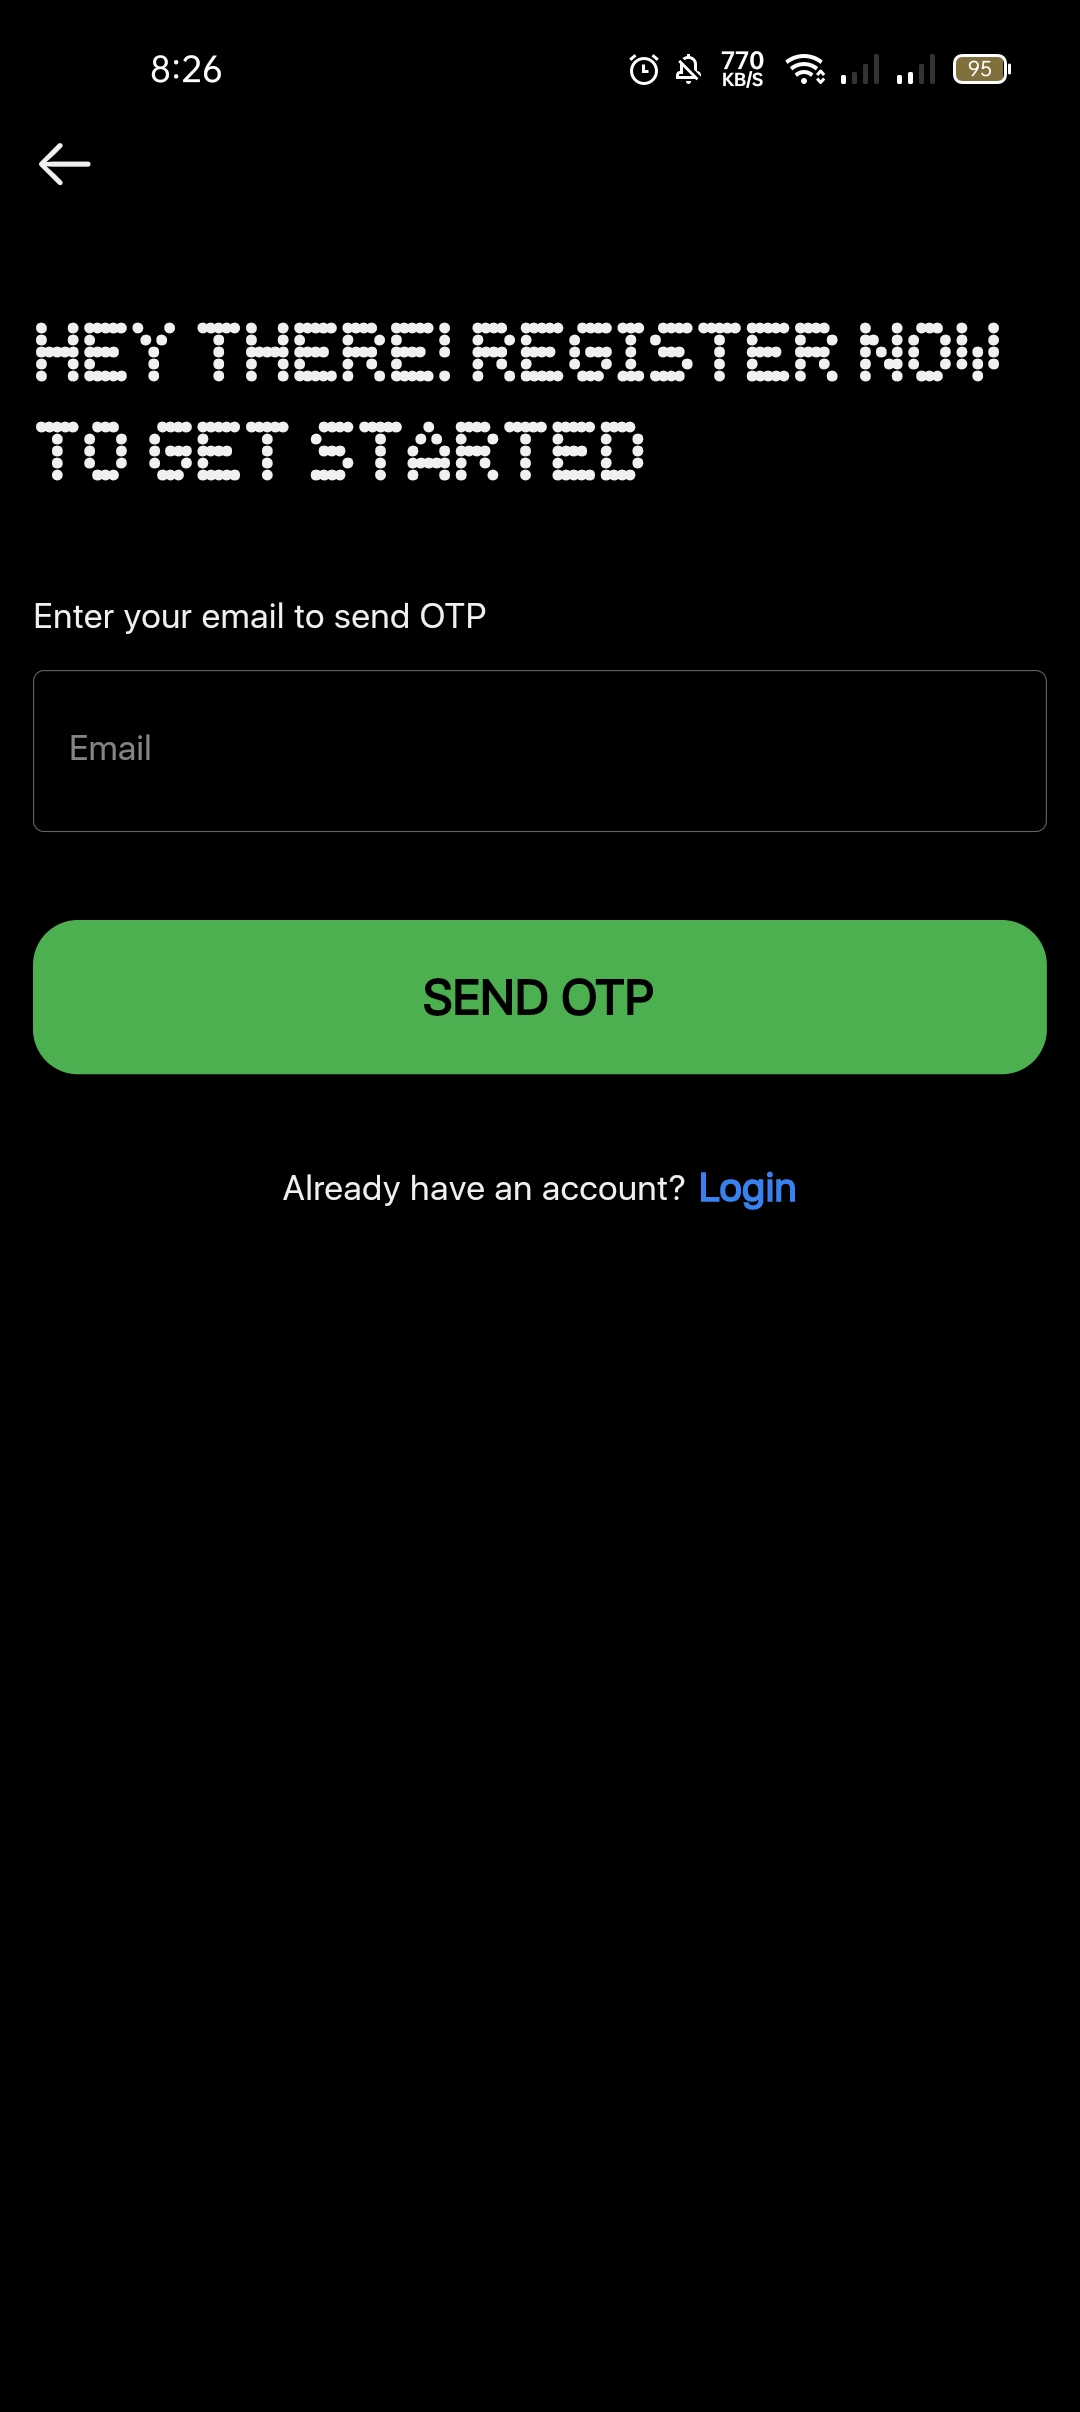 8:26
770
KB/S
95
HEY THERE! REGISTER NOW
TO GET STARTED
Enter your email to send OTP
Email
SEND OTP
Already have an account? Login